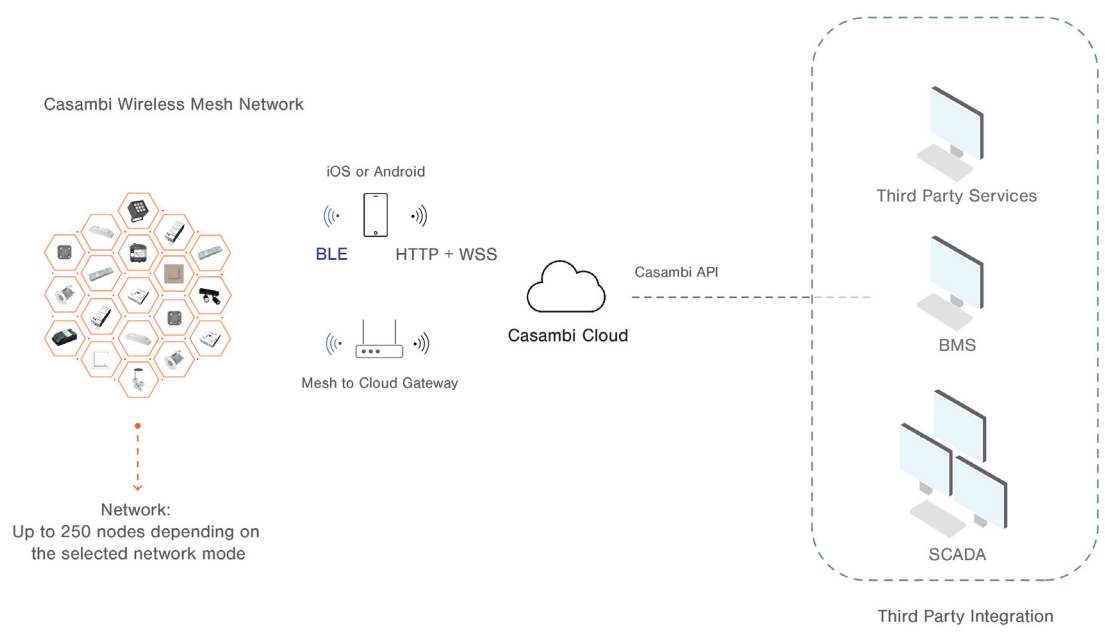 Casambi Wireless Mesh Network
iOS or Android
BLE
HTTP + WSS
Mesh to Cloud Gateway
Network:
Up to 250 nodes depending on
the selected network mode
Casambi Cloud
Casambi API
Third Party Services
BMS
SCADA
Third Party Integration